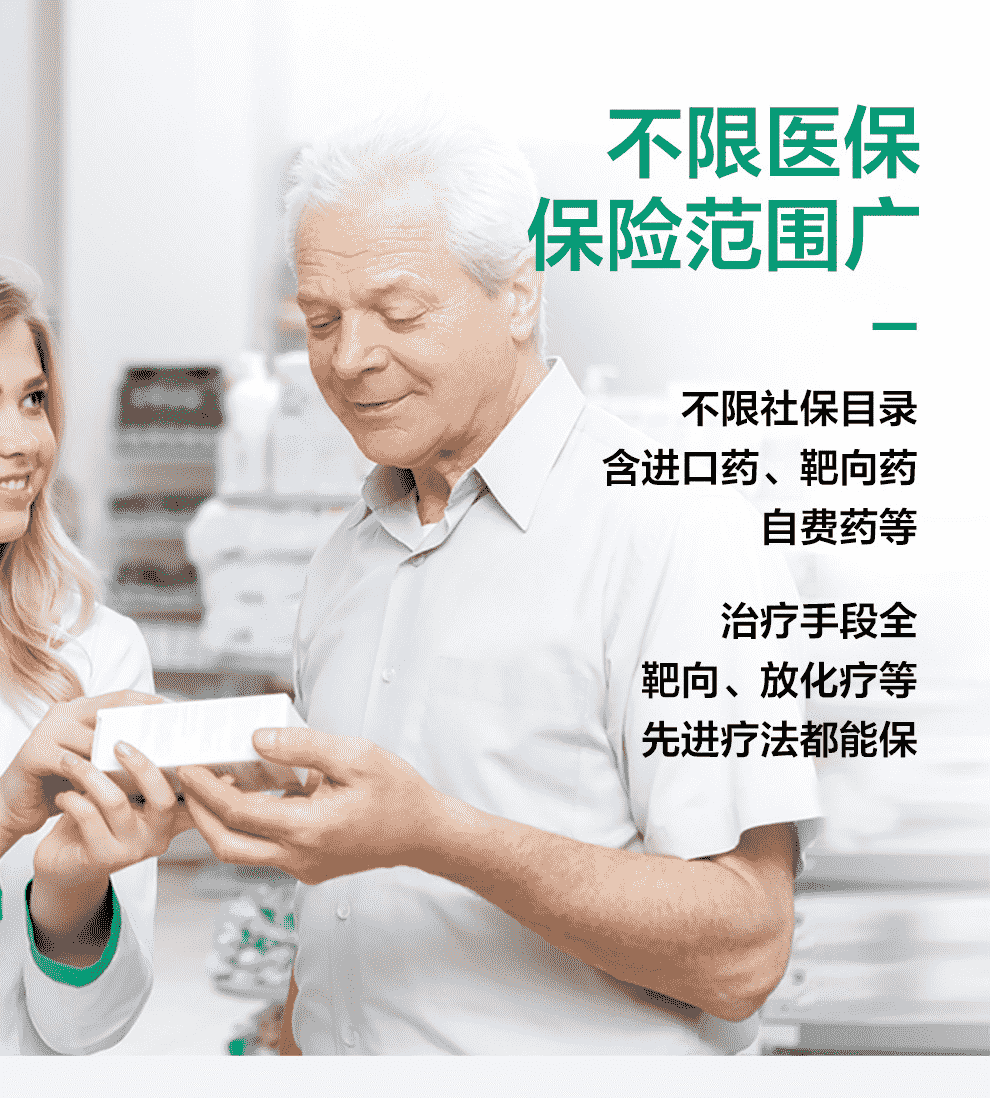 不限医保
保险范围广
不限社保目录
含进口药、靶向药
自费药等
治疗手段全
靶向、放化疗等
先进疗法都能保